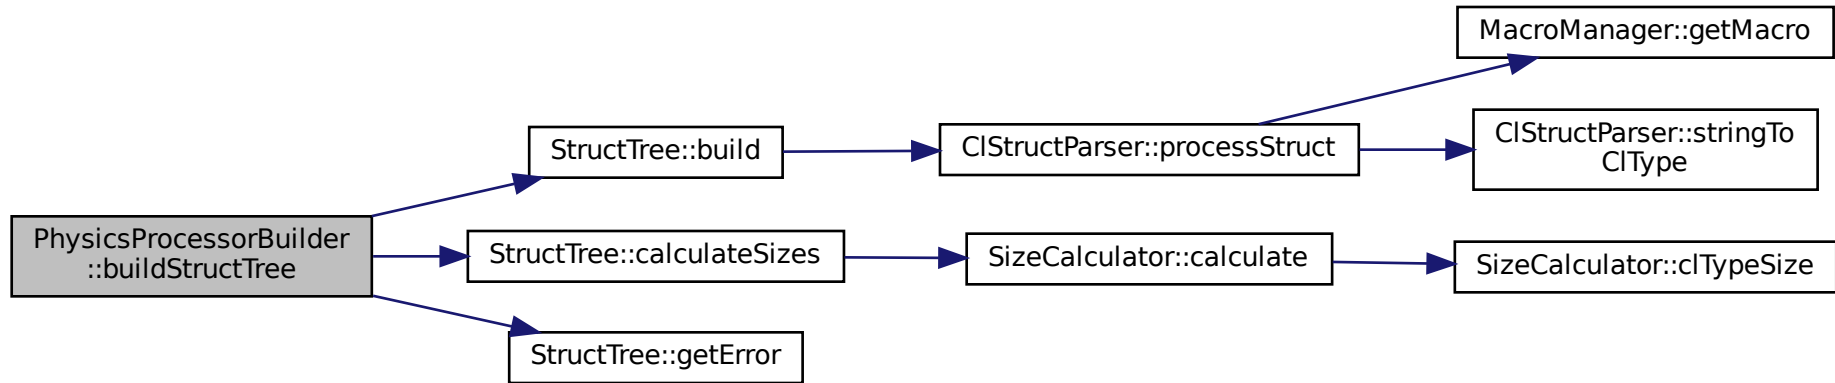 PhysicsProcessorBuilder
::buildStructTree
StructTree::build
StructTree::calculateSizes
StructTree::getError
ClStructParser::processStruct
SizeCalculator::calculate
MacroManager::getMacro
ClStructParser::stringTo
ClType
SizeCalculator::clTypeSize